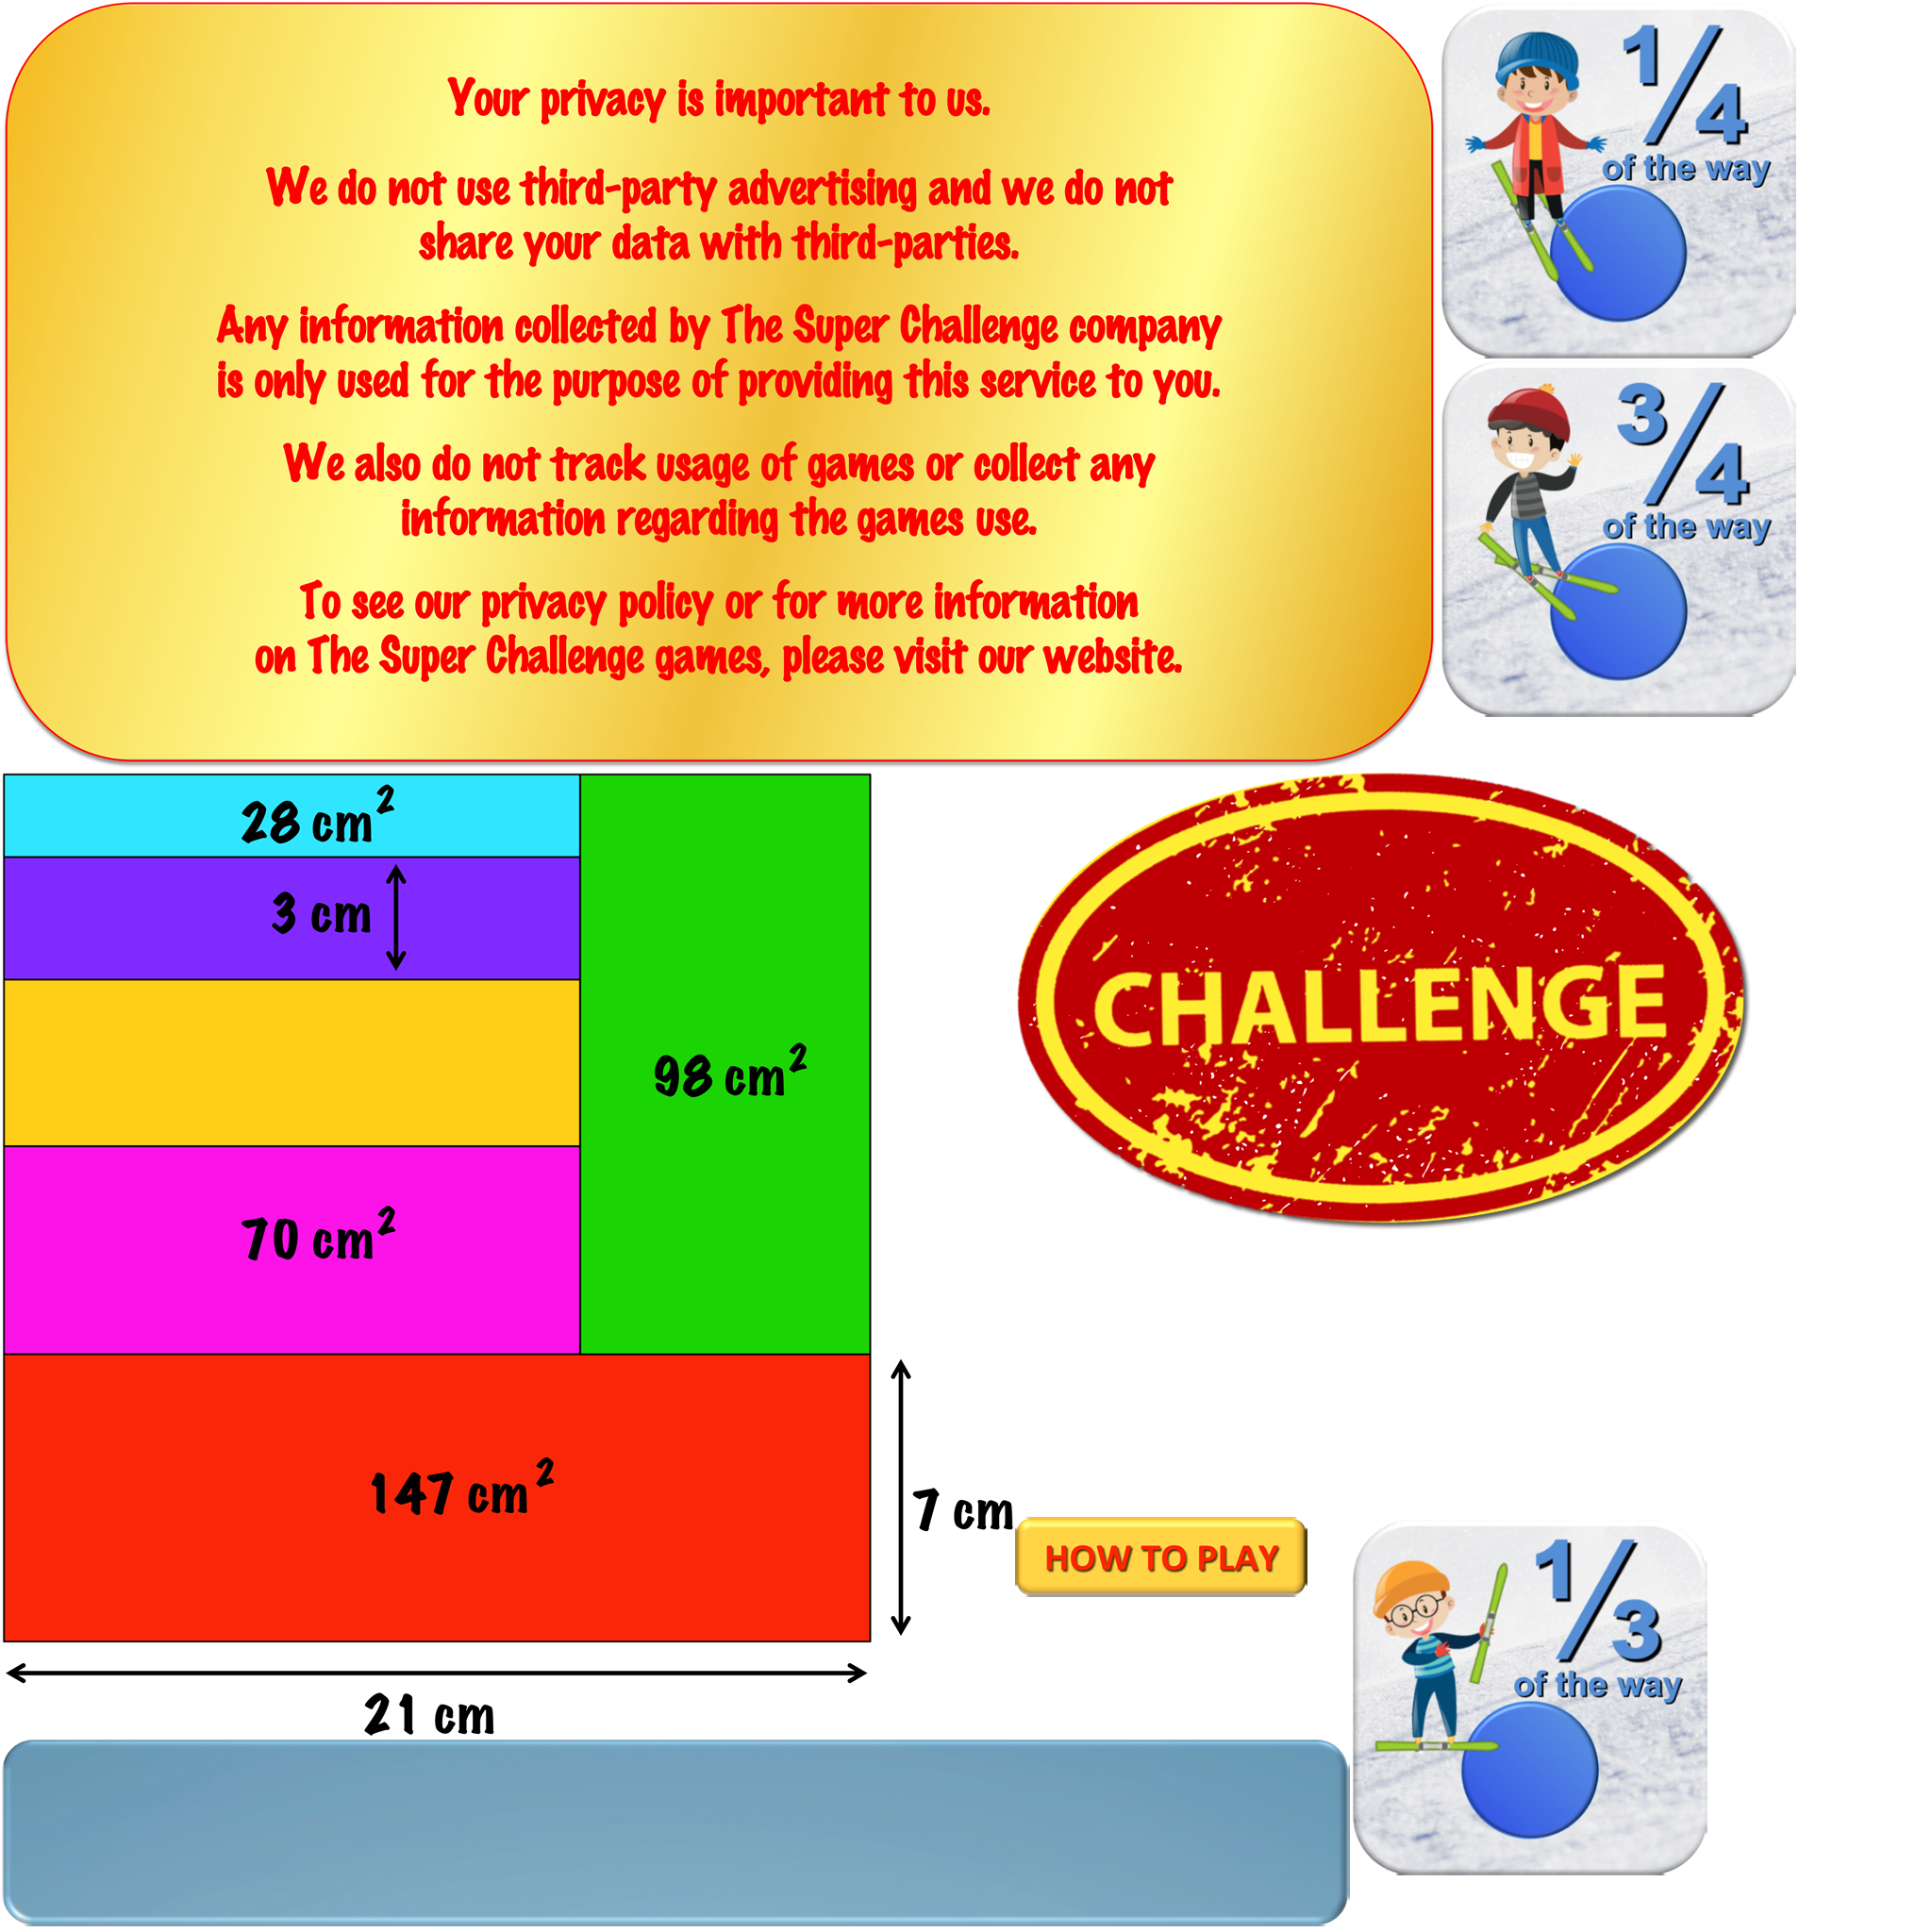 Your privacy is important to us.
We do not use third-party advertising and we do not
share your data with third-parties.
Any information collected by The Super Challenge company
is only used for the purpose of providing this service to you.
We also do not track usage of games or collect any
information regarding the games use.
To see our privacy policy or for more information
on The Super Challenge games, please visit our website.
1/4
of the way
3/4
of the way
28 cm²
3 cm
98 cm²
70 cm²
147 cm²
7 cm
21 cm
CHALLENGE
HOW TO PLAY
1/3
of the way